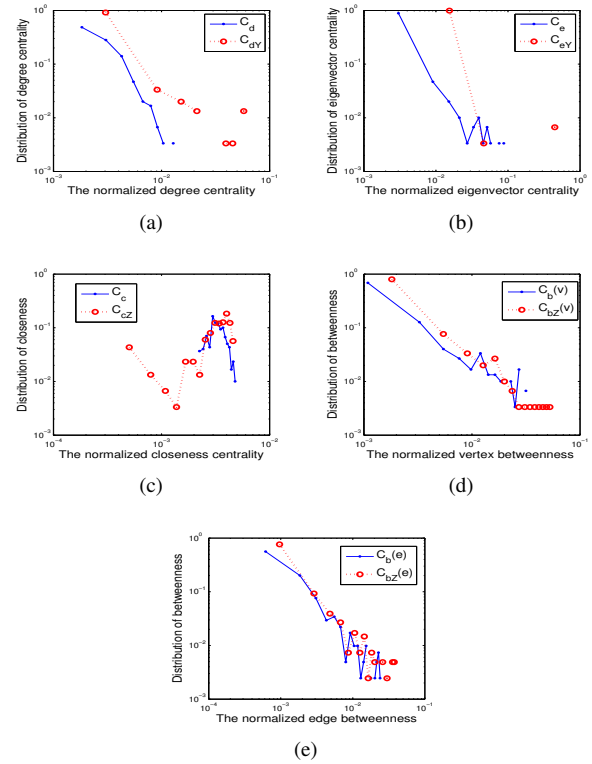 10^0
10^-1
10^-2
10^-3
10^-3 10^-2 10^-1
Distribution of degree centrality
The normalized degree centrality
C_d
C_dY
(a)
10^0
10^-1
10^-2
10^-3
10^-3 10^-2 10^-1 10^0
Distribution of eigenvector centrality
The normalized eigenvector centrality
C_e
C_eY
(b)
10^0
10^-1
10^-2
10^-3
10^-4 10^-3 10^-2
Distribution of closeness
The normalized closeness centrality
C_c
C_cZ
(c)
10^0
10^-1
10^-2
10^-3
10^-3 10^-2 10^-1
Distribution of betweenness
The normalized vertex betweenness
C_b(v)
C_bZ(v)
(d)
10^0
10^-1
10^-2
10^-3
10^-4 10^-3 10^-2 10^-1
Distribution of betweenness
The normalized edge betweenness
C_b(e)
C_bZ(e)
(e)